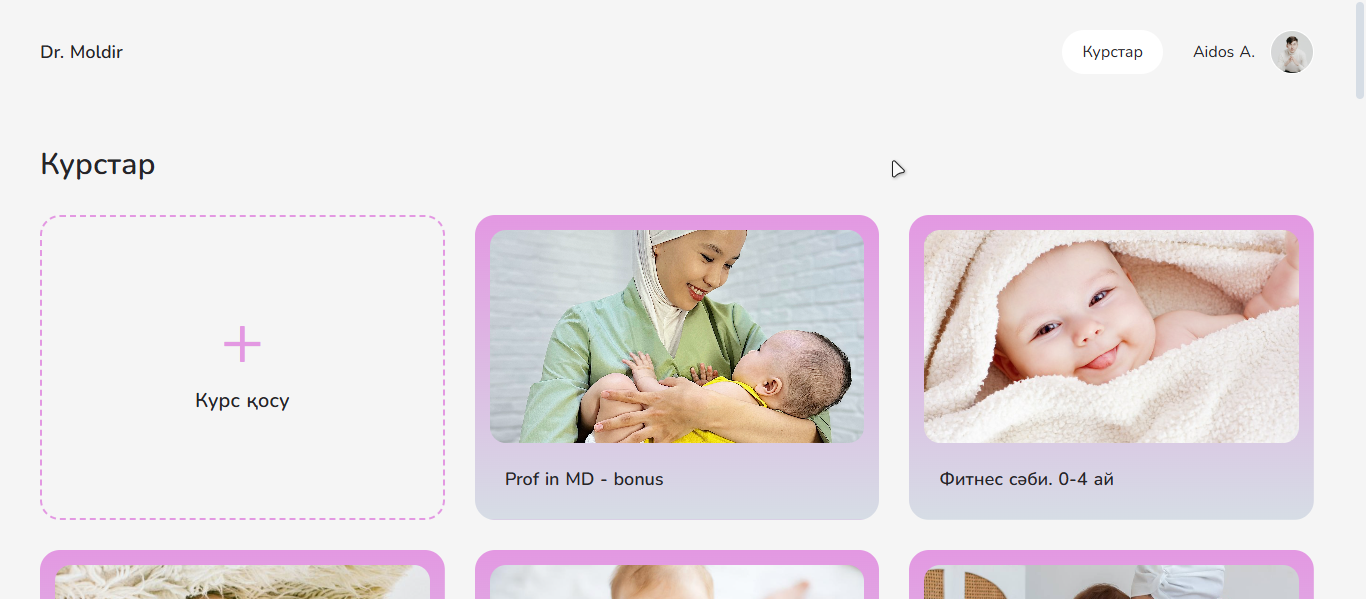 Dr. Moldir
Курстар
Aidos A.
Курстар
Курс қосу
Prof in MD - bonus
Фитнес сәби. 0-4 ай